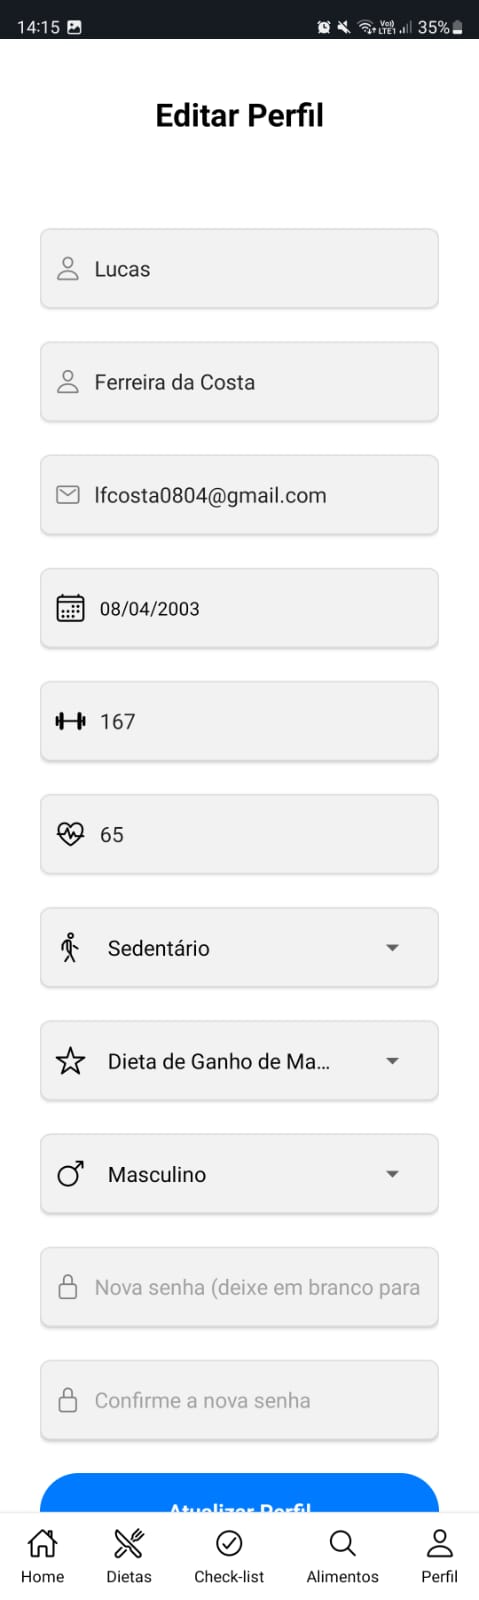 14:15
Vo))
LTE1
35%
Editar Perfil
Lucas
Ferreira da Costa
lfcosta0804@gmail.com
08/04/2003
167
65
Sedentário
Dieta de Ganho de Ma...
Masculino
Nova senha (deixe em branco para
Confirme a nova senha
Atualizar Perfil
Home
Dietas
Check-list
Alimentos
Perfil